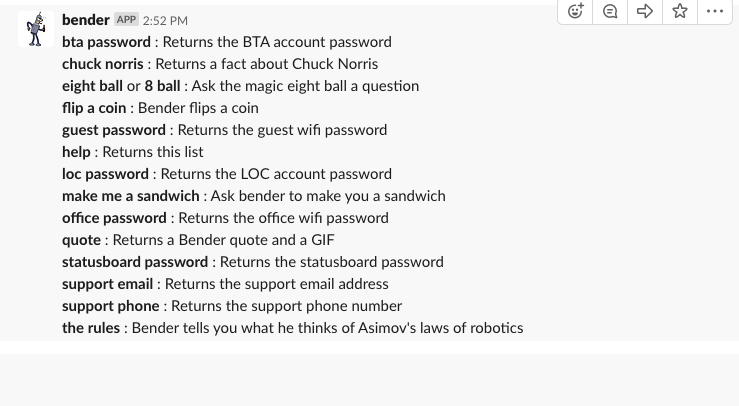 bender APP 2:52 PM
bta password : Returns the BTA account password
chuck norris : Returns a fact about Chuck Norris
eight ball or 8 ball : Ask the magic eight ball a question
flip a coin : Bender flips a coin
guest password : Returns the guest wifi password
help : Returns this list
loc password : Returns the LOC account password
make me a sandwich : Ask bender to make you a sandwich
office password : Returns the office wifi password
quote : Returns a Bender quote and a GIF
statusboard password : Returns the statusboard password
support email : Returns the support email address
support phone : Returns the support phone number
the rules : Bender tells you what he thinks of Asimov's laws of robotics